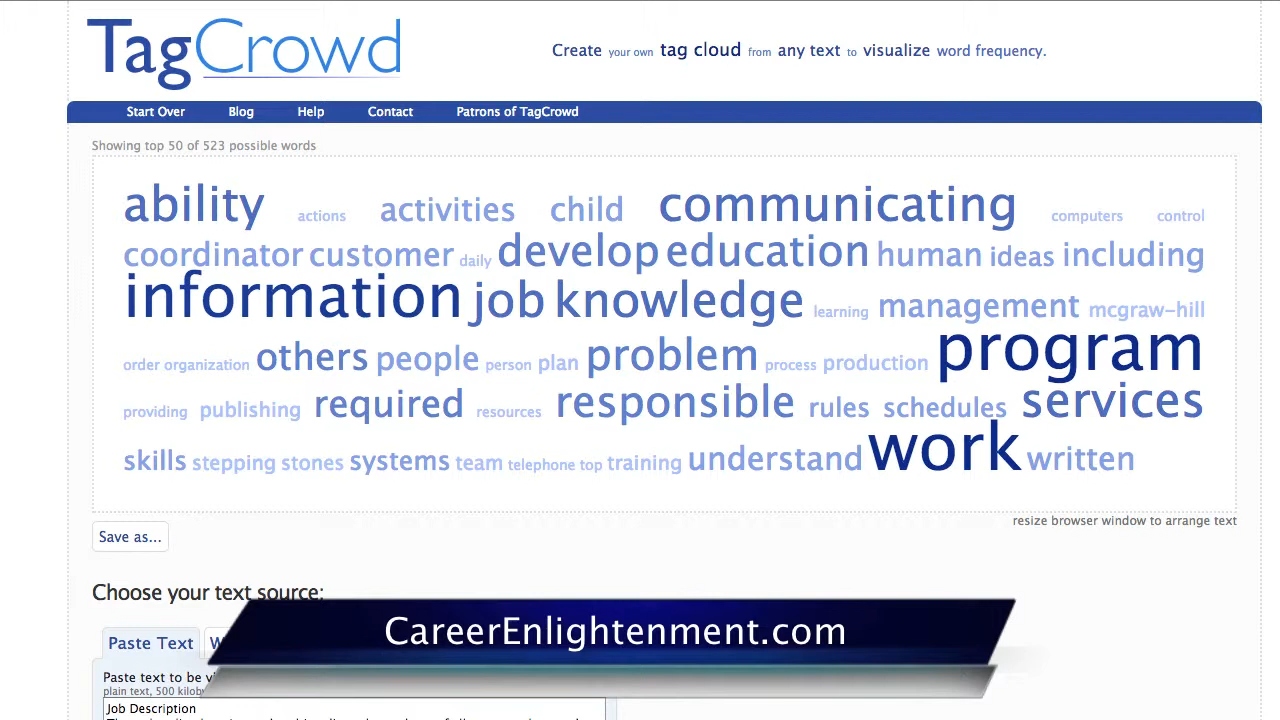 TagCrowd
Create your own tag cloud from any text to visualize word frequency.
Start Over Blog Help Contact Patrons of TagCrowd
Showing top 50 of 523 possible words
ability actions activities child communicating computers control
coordinator customer daily develop education human ideas including
information job knowledge learning management mcgraw-hill
order organization others people person plan problem process production program
providing publishing required resources responsible rules schedules services
skills stepping stones systems team telephone top training understand work written
resize browser window to arrange text
Save as...
Choose your text source:
CareerEnlightenment.com
Paste Text
Paste text to be
plain text, 500
Job Description